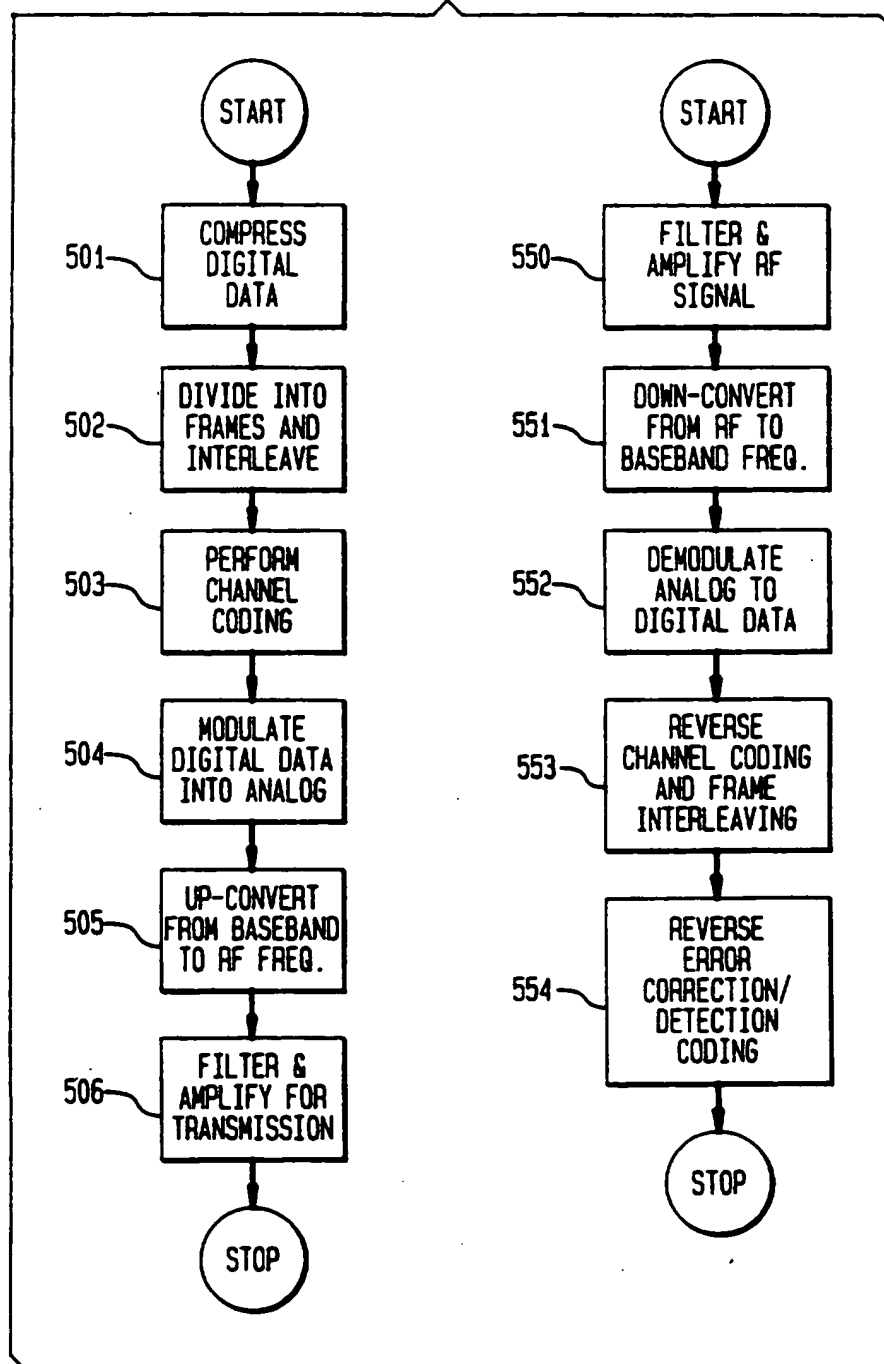 START
501
COMPRESS
DIGITAL
DATA
502
DIVIDE INTO
FRAMES AND
INTERLEAVE
503
PERFORM
CHANNEL
CODING
504
MODULATE
DIGITAL DATA
INTO ANALOG
505
UP-CONVERT
FROM BASEBAND
TO RF FREQ.
506
FILTER &
AMPLIFY FOR
TRANSMISSION
STOP
START
550
FILTER &
AMPLIFY RF
SIGNAL
551
DOWN-CONVERT
FROM RF TO
BASEBAND FREQ.
552
DEMODULATE
ANALOG TO
DIGITAL DATA
553
REVERSE
CHANNEL CODING
AND FRAME
INTERLEAVING
554
REVERSE
ERROR
CORRECTION/
DETECTION
CODING
STOP